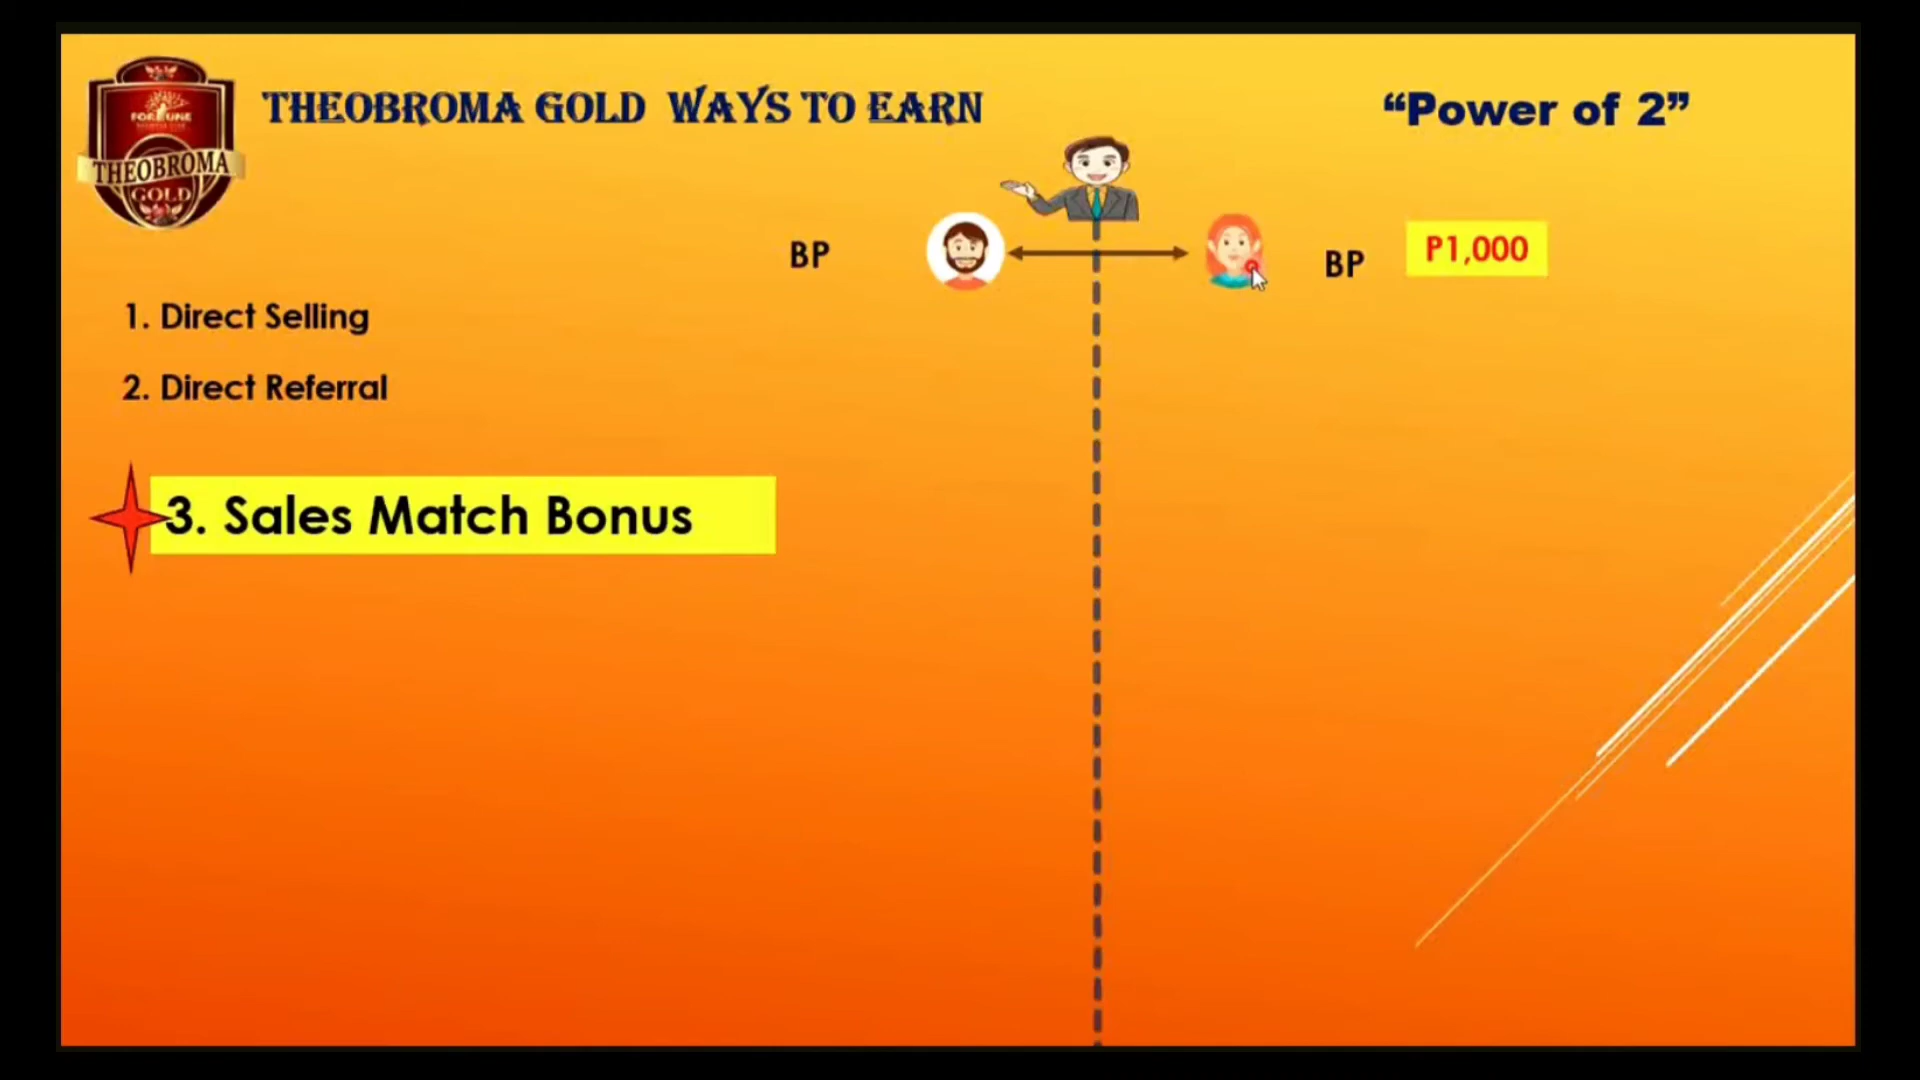 FORTUNE
THEOBROMA
GOLD
THEOBROMA GOLD WAYS TO EARN
“Power of 2”
BP
BP
P1,000
1. Direct Selling
2. Direct Referral
3. Sales Match Bonus